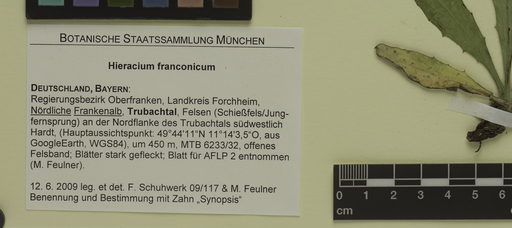 BOTANISCHE STAATSSAMMLUNG MÜNCHEN
Hieracium franconicum
DEUTSCHLAND, BAYERN:
Regierungsbezirk Oberfranken, Landkreis Forchheim,
Nördliche Frankenalb, Trubachtal, Felsen (Schießfels/Jung-
fernsprung) an der Nordflanke des Trubachtals südwestlich
Hardt, (Hauptaussichtspunkt: 49°44'11"N 11°14'3,5"O, aus
GoogleEarth, WGS84), um 450 m, MTB 6233/32, offenes
Felsband; Blätter stark gefleckt; Blatt für AFLP 2 entnommen
(M. Feulner).
12. 6. 2009 leg. et det. F. Schuhwerk 09/117 & M. Feulner
Benennung und Bestimmung mit Zahn „Synopsis"
0 1 2 3 4 5 6
cm